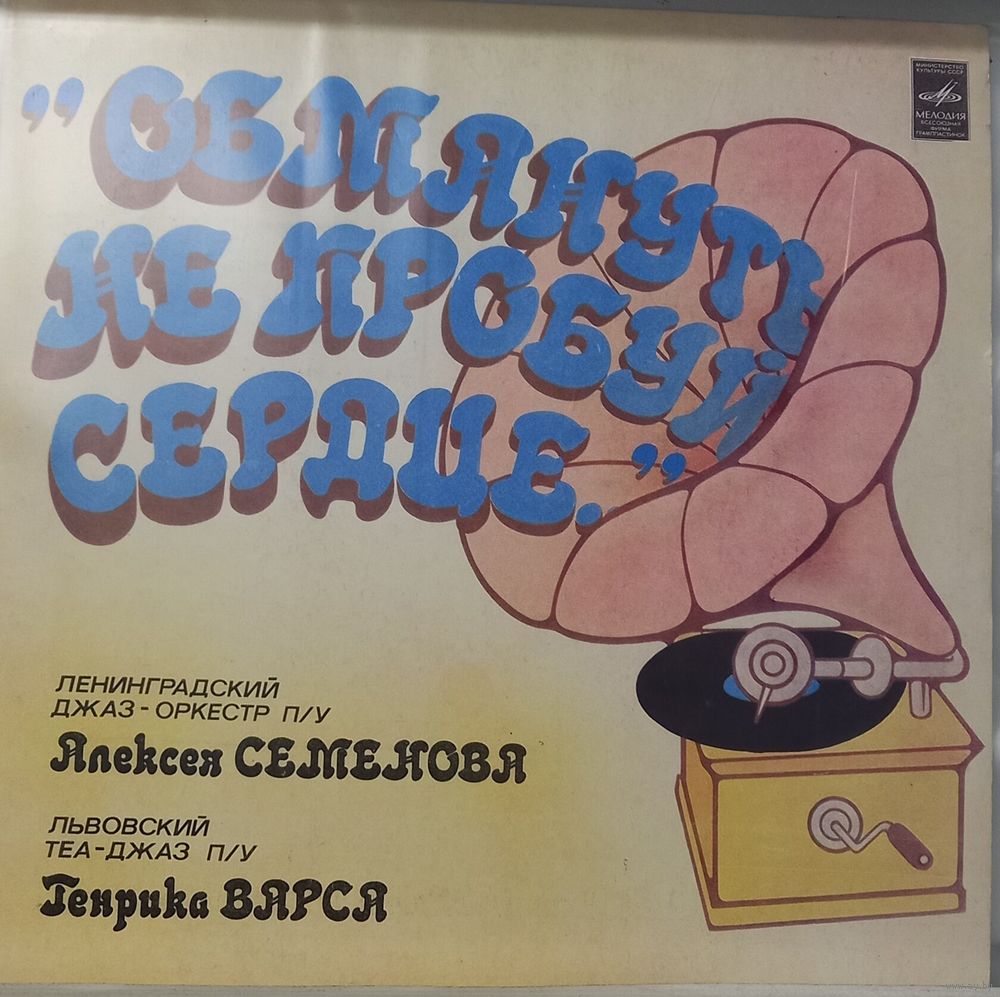 "ОБМАНУТЬ
НЕ ПРОБУЙ
СЕРДЦЕ..."
МИНИСТЕРСТВО
КУЛЬТУРЫ СССР
МЕЛОДИЯ
ВСЕСОЮЗНАЯ
ФИРМА
ГРАМПЛАСТИНОК
ЛЕНИНГРАДСКИЙ
ДЖАЗ-ОРКЕСТР П/У
Алексея СЕМЕНОВА
ЛЬВОВСКИЙ
ТЕА-ДЖАЗ П/У
Генрика ВАРСА